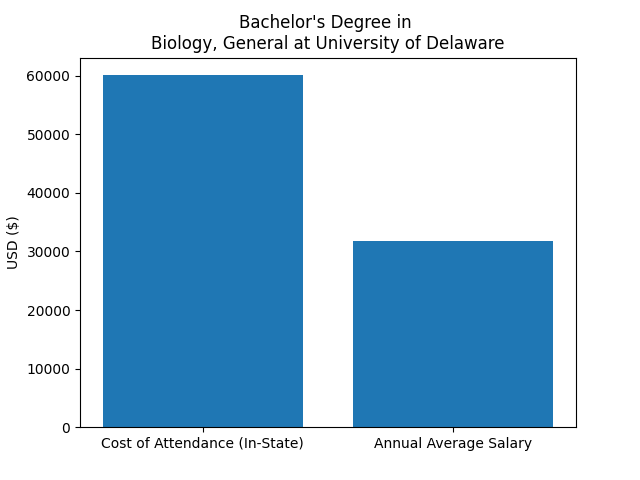 Bachelor's Degree in
Biology, General at University of Delaware
USD ($)
60000
50000
40000
30000
20000
10000
0
Cost of Attendance (In-State)
Annual Average Salary